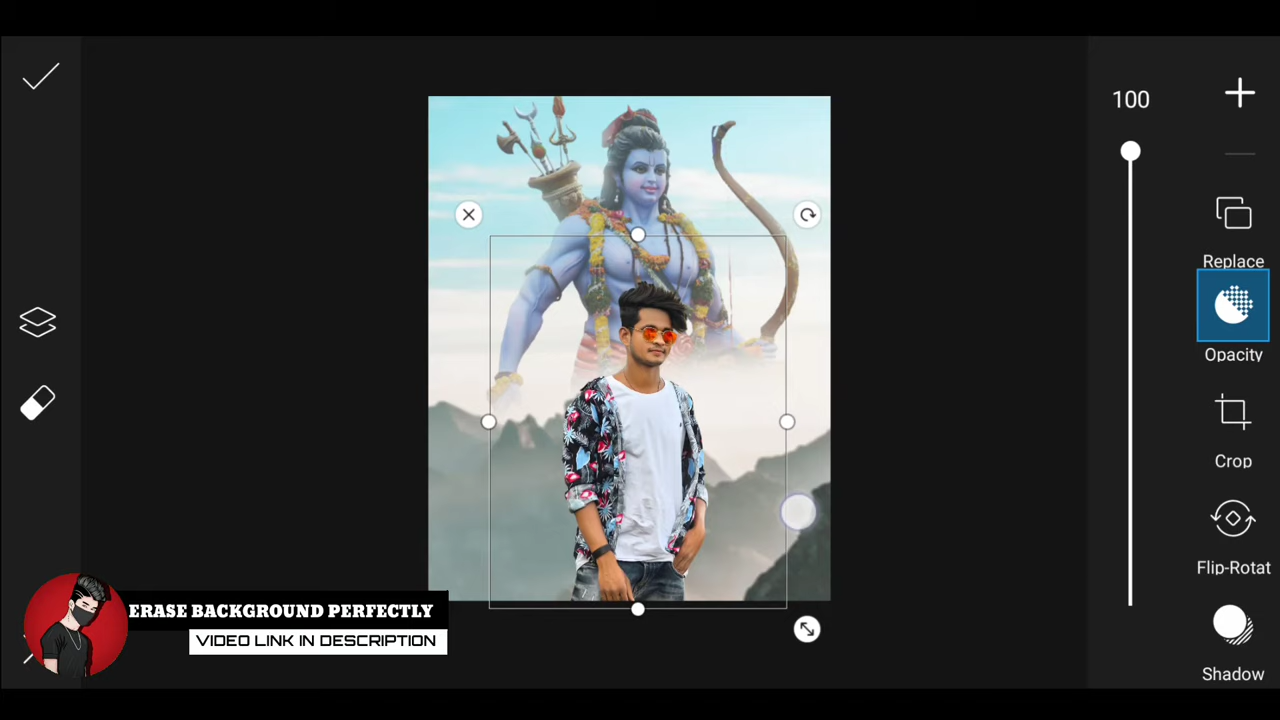 100
Replace
Opacity
Crop
Flip-Rotat
Shadow
ERASE BACKGROUND PERFECTLY
VIDEO LINK IN DESCRIPTION